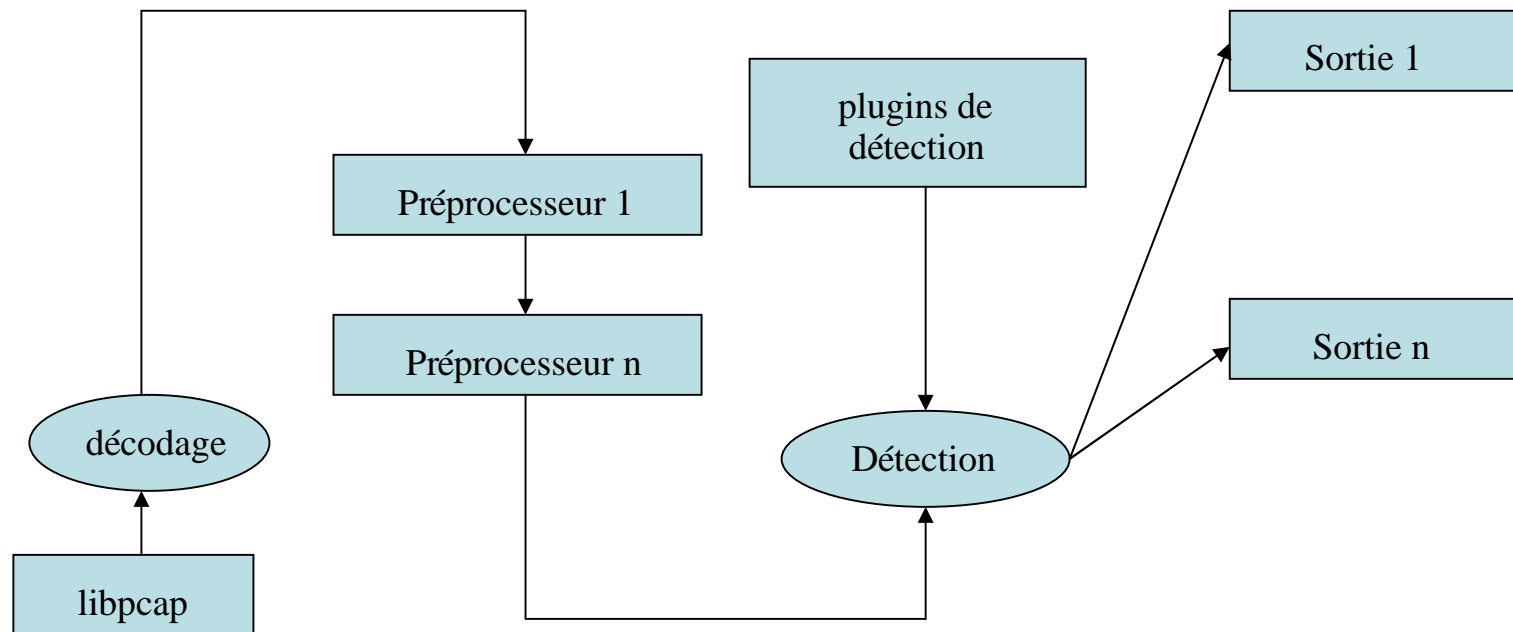 Sortie 1
plugins de
détection
Préprocesseur 1
Préprocesseur n
Sortie n
décodage
Détection
libpcap